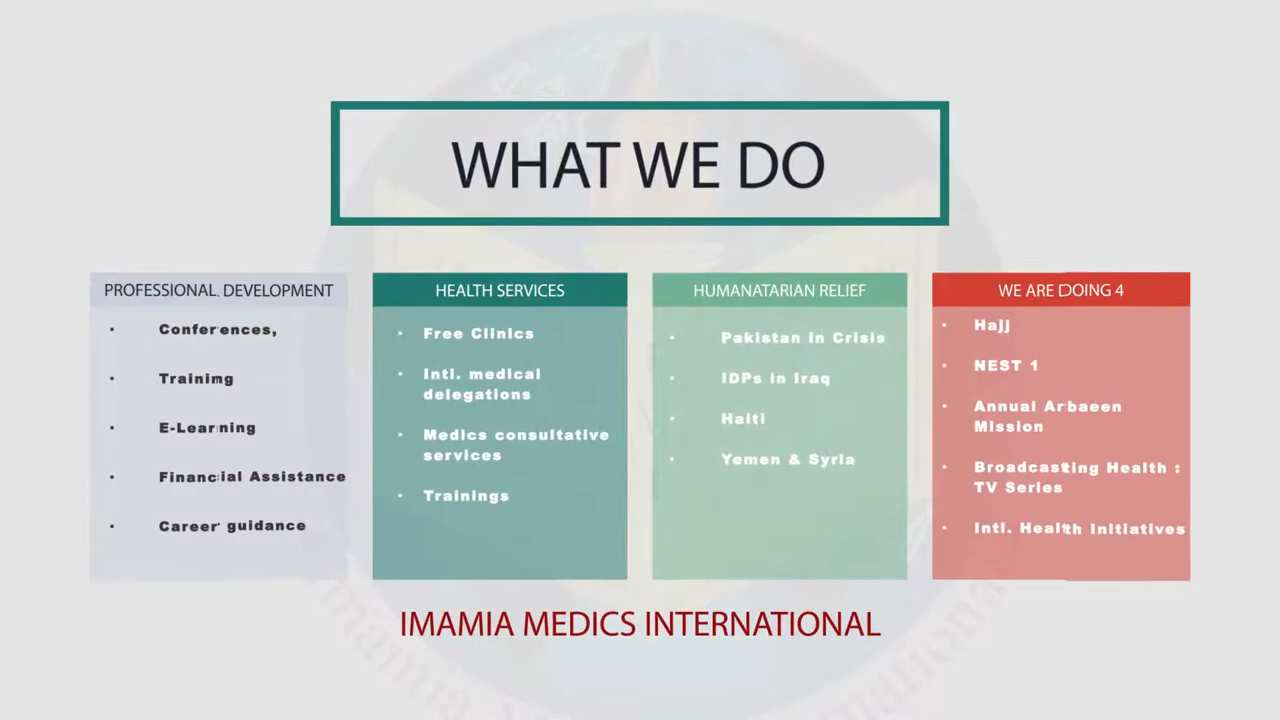 WHAT WE DO
PROFESSIONAL DEVELOPMENT
• Conferences,
• Training
• E-Learning
• Financial Assistance
• Career guidance
HEALTH SERVICES
• Free Clinics
• Intl. medical
delegations
• Medics consultative
services
• Trainings
HUMANATARIAN RELIEF
• Pakistan in Crisis
• IDPs in Iraq
• Haiti
• Yemen & Syria
WE ARE DOING 4
• Hajj
• NEST 1
• Annual Arbaeen
Mission
• Broadcasting Health :
TV Series
• Intl. Health Initiatives
IMAMIA MEDICS INTERNATIONAL